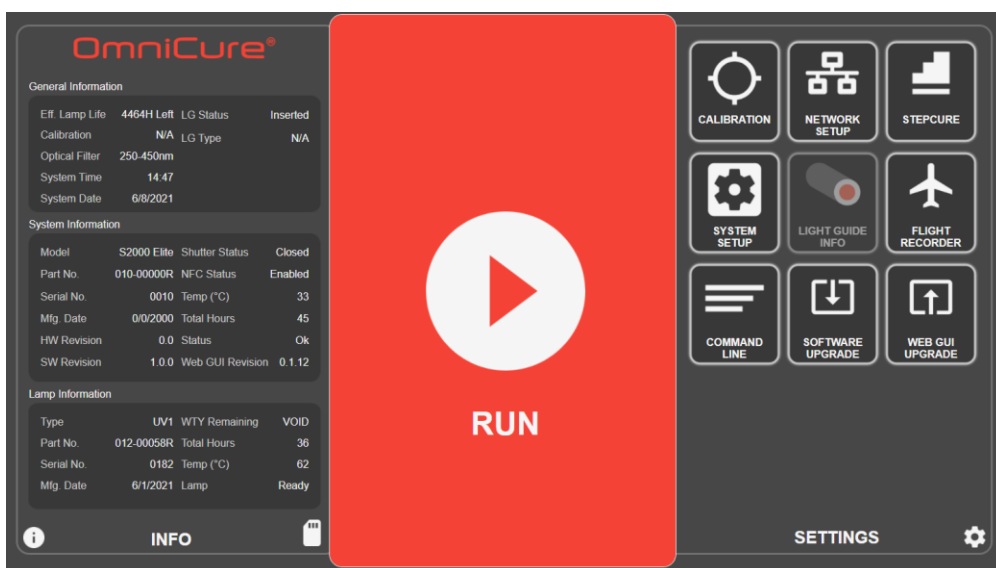 OmniCure®
General Information
Eff. Lamp Life 4464H Left LG Status Inserted
Calibration N/A LG Type N/A
Optical Filter 250-450nm
System Time 14:47
System Date 6/8/2021
System Information
Model S2000 Elite Shutter Status Closed
Part No. 010-00000R NFC Status Enabled
Serial No. 0010 Temp (°C) 33
Mfg. Date 0/0/2000 Total Hours 45
HW Revision 0.0 Status Ok
SW Revision 1.0.0 Web GUI Revision 0.1.12
Lamp Information
Type UV1 WTY Remaining VOID
Part No. 012-00058R Total Hours 36
Serial No. 0182 Temp (°C) 62
Mfg. Date 6/1/2021 Lamp Ready
INFO
RUN
CALIBRATION
NETWORK
SETUP
STEPCURE
SYSTEM
SETUP
LIGHT GUIDE
INFO
FLIGHT
RECORDER
COMMAND
LINE
SOFTWARE
UPGRADE
WEB GUI
UPGRADE
SETTINGS